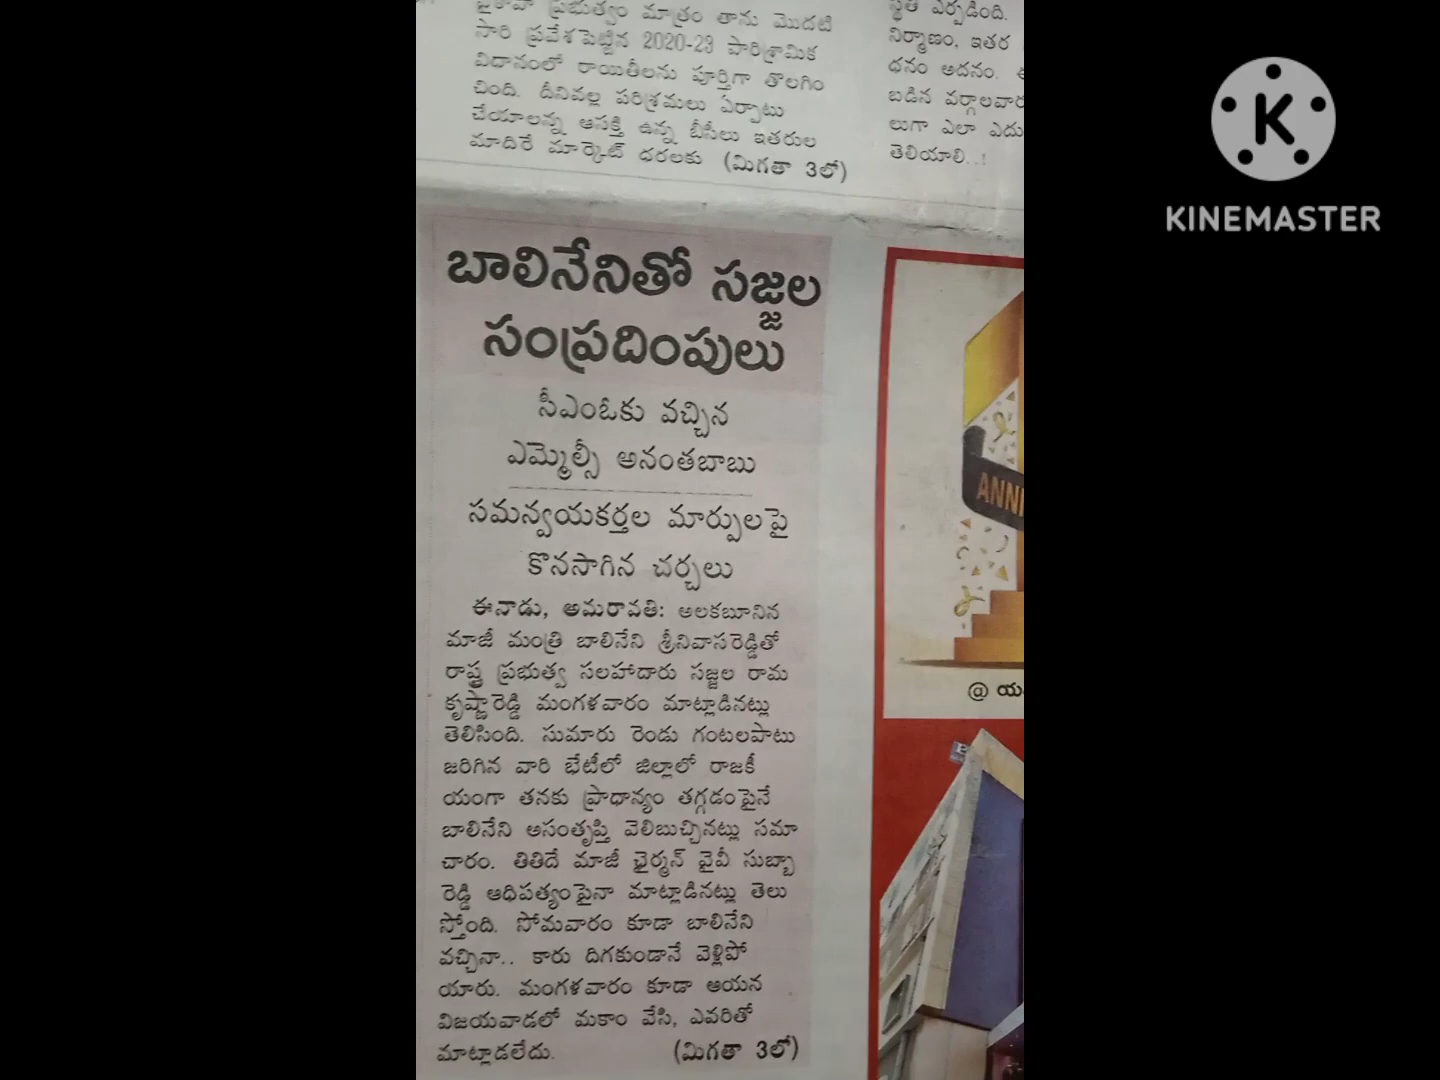 జైకావా ప్రభుత్వం మాత్రం తాను మొదటి
సారి ప్రవేశపెట్టిన 2020-23 పారిశ్రామిక
విధానంలో రాయితీలను పూర్తిగా తొలగిం
చింది. దీనివల్ల పరిశ్రమలు ఏర్పాటు
చేయాలన్న ఆసక్తి ఉన్న బీసీలు ఇతరుల
మాదిరే మార్కెట్ ధరలకు (మిగతా 3లో)
స్థితి ఏర్పడింది.
నిర్మాణం, ఇతర
ధనం అదనం.
బడిన వర్గాలవార
లుగా ఎలా ఎదు
తెలియాలి..!
బాలినేనితో సజ్జల
సంప్రదింపులు
సీఎంఓకు వచ్చిన
ఎమ్మెల్సీ అనంతబాబు
సమన్వయకర్తల మార్పులపై
కొనసాగిన చర్చలు
ఈనాడు, అమరావతి: అలకబూనిన
మాజీ మంత్రి బాలినేని శ్రీనివాసరెడ్డితో
రాష్ట్ర ప్రభుత్వ సలహాదారు సజ్జల రామ
కృష్ణారెడ్డి మంగళవారం మాట్లాడినట్లు
తెలిసింది. సుమారు రెండు గంటలపాటు
జరిగిన వారి భేటీలో జిల్లాలో రాజకీ
యంగా తనకు ప్రాధాన్యం తగ్గడంపైనే
బాలినేని అసంతృప్తి వెలిబుచ్చినట్లు సమా
చారం. తితిదే మాజీ ఛైర్మన్ వైవీ సుబ్బా
రెడ్డి ఆధిపత్యంపైనా మాట్లాడినట్లు తెలు
స్తోంది. సోమవారం కూడా బాలినేని
వచ్చినా.. కారు దిగకుండానే వెళ్లిపో
యారు. మంగళవారం కూడా ఆయన
విజయవాడలో మకాం వేసి, ఎవరితో
మాట్లాడలేదు. (మిగతా 3లో)
ANNI
@ య
K
KINEMASTER